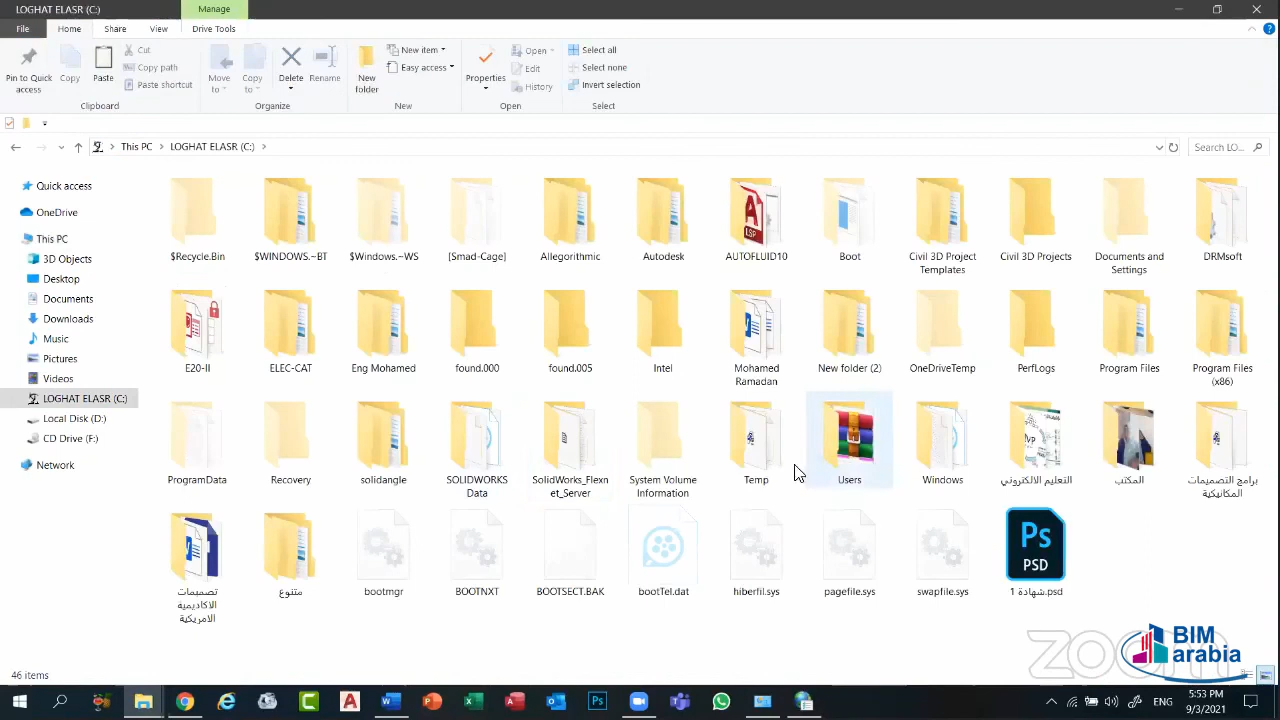 LOGHAT ELASR (C:)
Manage
File
Home
Share
View
Drive Tools
Pin to Quick access
Copy
Paste
Cut
Copy path
Paste shortcut
Clipboard
Move to
Copy to
Delete
Rename
Organize
New folder
New item
Easy access
New
Properties
Open
Edit
History
Open
Select all
Select none
Invert selection
Select
This PC
LOGHAT ELASR (C:)
Search LO...
Quick access
OneDrive
This PC
3D Objects
Desktop
Documents
Downloads
Music
Pictures
Videos
LOGHAT ELASR (C:)
Local Disk (D:)
CD Drive (F:)
Network
$Recycle.Bin
$WINDOWS.~BT
$Windows.~WS
[Smad-Cage]
Allegorithmic
Autodesk
LSP
AUTOFLUID10
Boot
Civil 3D Project
Templates
Civil 3D Projects
Documents and
Settings
DRMsoft
E20-II
ELEC-CAT
Eng Mohamed
found.000
found.005
Intel
Mohamed
Ramadan
New folder (2)
OneDriveTemp
PerfLogs
Program Files
Program Files
(x86)
ProgramData
Recovery
solidangle
SOLIDWORKS
Data
SolidWorks_Flexn
et_Server
System Volume
Information
Temp
Users
Windows
التعليم الالكتروني
المكتب
برامج التصميمات
المكانيكية
تصميمات
الاكاديمية
الامريكية
متنوع
bootmgr
BOOTNXT
BOOTSECT.BAK
bootTel.dat
hiberfil.sys
pagefile.sys
swapfile.sys
Ps
PSD
شهادة 1.psd
zoom
BIM
arabia
46 items
ENG
5:53 PM
9/3/2021